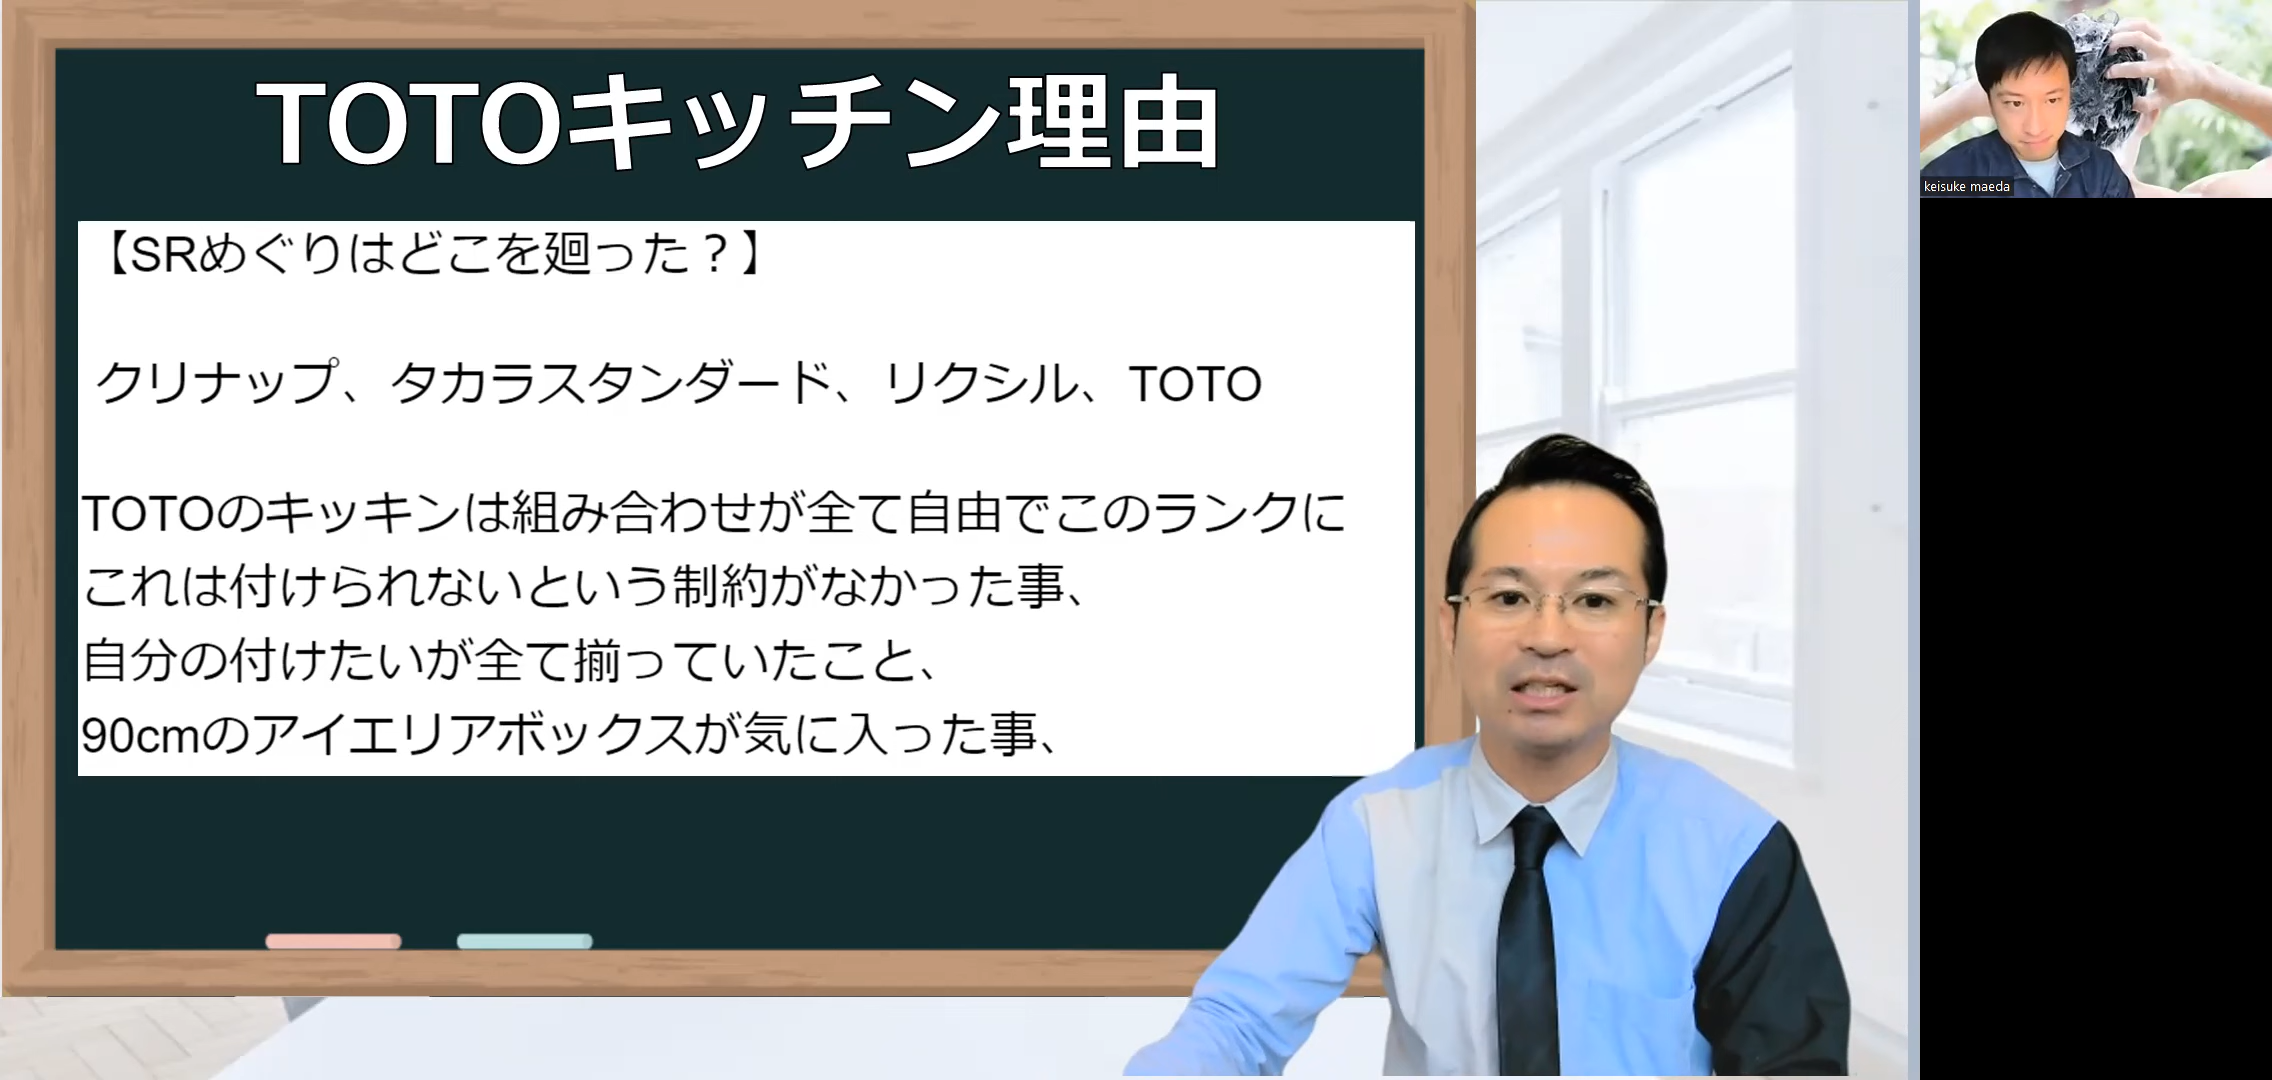 TOTOキッチン理由
【SRめぐりはどこを廻った？】
クリナップ、タカラスタンダード、リクシル、TOTO
TOTOのキッキンは組み合わせが全て自由でこのランクに
これは付けられないという制約がなかった事、
自分の付けたいが全て揃っていたこと、
90cmのアイエリアボックスが気に入った事、
keisuke maeda